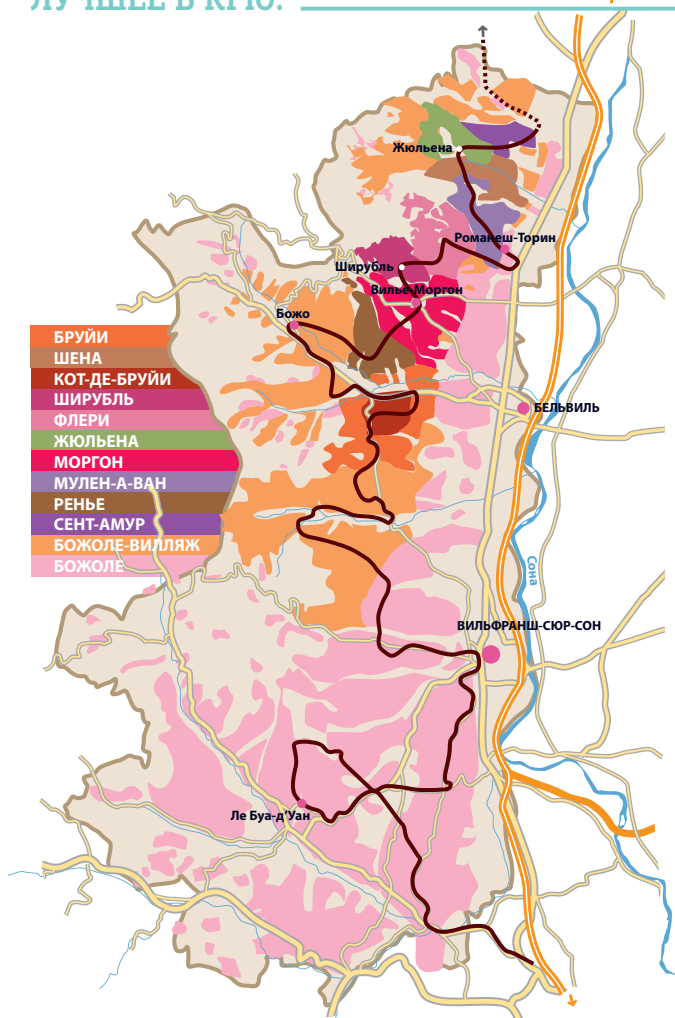 ЛУЧШЕЕ В КРЮ:
Жюльена
Романеш-Торин
Ширубль
Вилье-Моргон
Божо
БЕЛЬВИЛЬ
БРУЙИ
ШЕНА
КОТ-ДЕ-БРУЙИ
ШИРУБЛЬ
ФЛЕРИ
ЖЮЛЬЕНА
МОРГОН
МУЛЕН-А-ВАН
РЕНЬЕ
СЕНТ-АМУР
БОЖОЛЕ-ВИЛЛЯЖ
БОЖОЛЕ
Сона
ВИЛЬФРАНШ-СЮР-СОН
Ле Буа-д'Уан